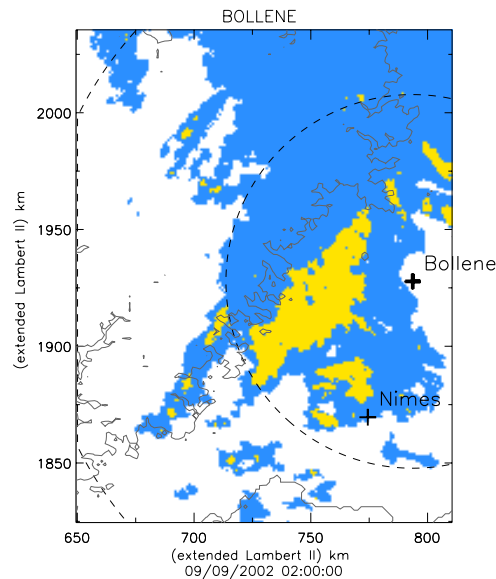 BOLLENE
(extended Lambert II) km
2000
1950
1900
1850
Bollene
Nimes
650
700
750
800
(extended Lambert II) km
09/09/2002 02:00:00